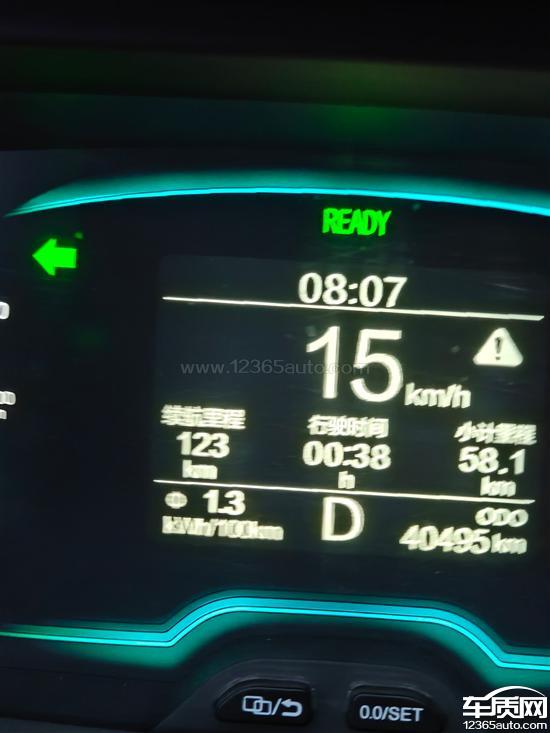 READY
08:07
www.12365auto.com
15 km/h
续航里程 行驶时间 小计里程
123 00:38 58.1
km h km
1.3 D ODO
kWh/100km 40495 km
0.0/SET
车质网
12365auto.com